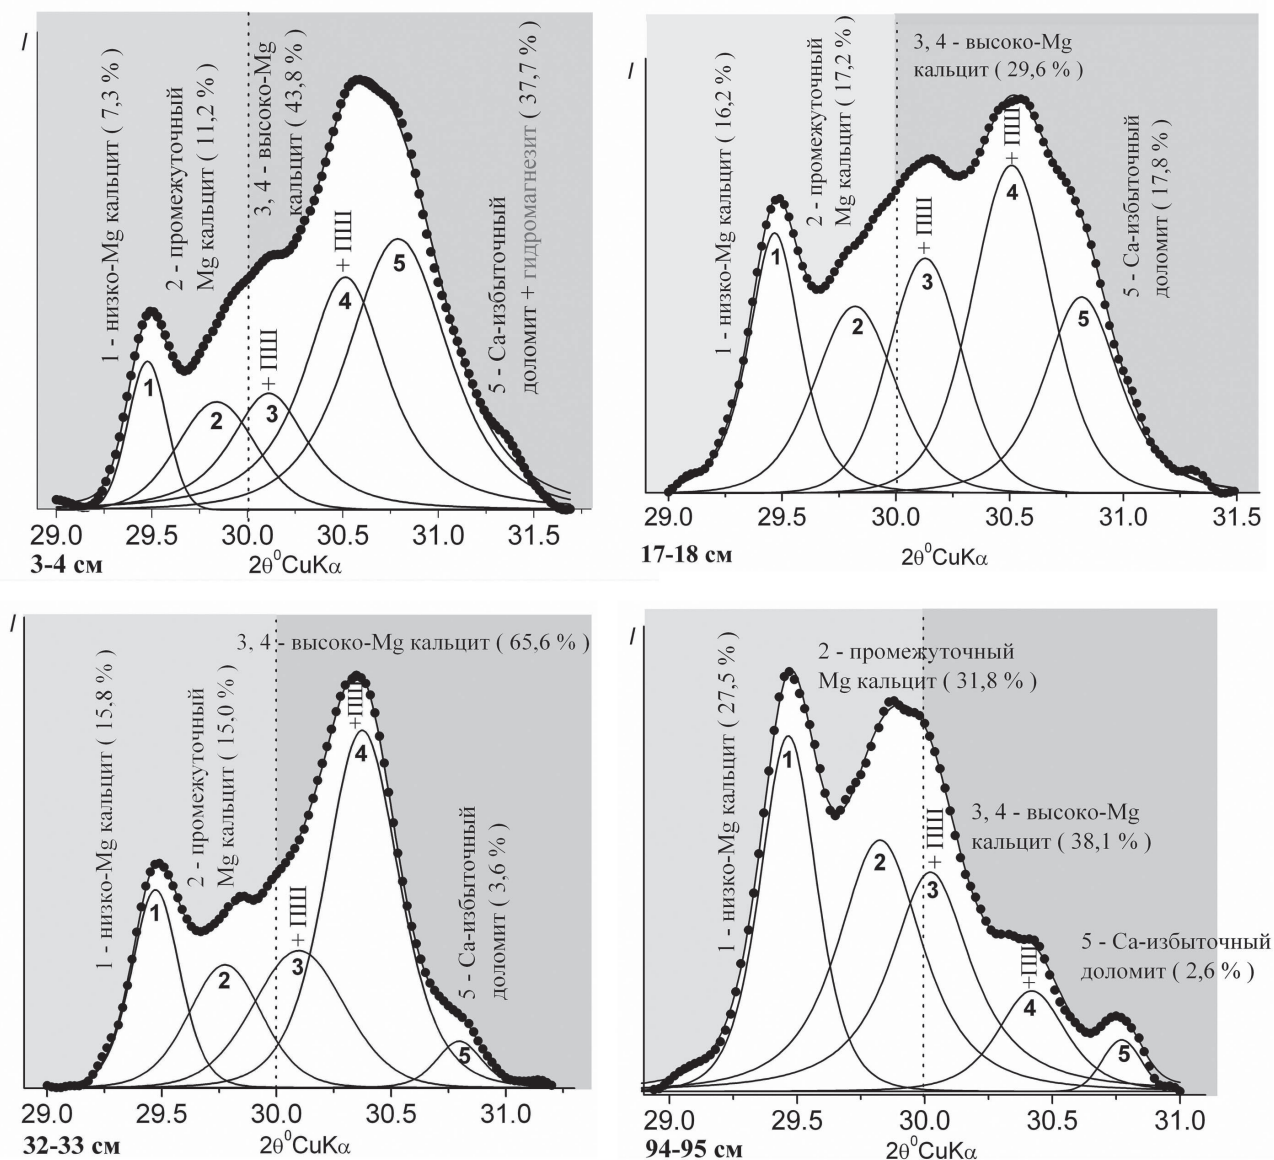 I
1 - низко-Mg кальцит ( 7,3 % )
2 - промежуточный
Mg кальцит ( 11,2 % )
3, 4 - высоко-Mg
кальцит ( 43,8 % )
5 - Ca-избыточный
доломит + гидромагнезит ( 37,7 % )
1
2
3
+ ПШ
4
+ ПШ
5
29.0 29.5 30.0 30.5 31.0 31.5
3-4 см
2θ⁰CuKα
I
1 - низко-Mg кальцит ( 16,2 % )
2 - промежуточный
Mg кальцит ( 17,2 % )
3, 4 - высоко-Mg
кальцит ( 29,6 % )
5 - Ca-избыточный
доломит ( 17,8 % )
1
2
3
+ ПШ
4
+ ПШ
5
29.0 29.5 30.0 30.5 31.0 31.5
17-18 см
2θ⁰CuKα
I
1 - низко-Mg кальцит ( 15,8 % )
2 - промежуточный
Mg кальцит ( 15,0 % )
3, 4 - высоко-Mg кальцит ( 65,6 % )
5 - Ca-избыточный
доломит ( 3,6 % )
1
2
3
+ ПШ
4
+ПШ
5
29.0 29.5 30.0 30.5 31.0
32-33 см
2θ⁰CuKα
I
1 - низко-Mg кальцит ( 27,5 % )
2 - промежуточный
Mg кальцит ( 31,8 % )
3, 4 - высоко-Mg
кальцит ( 38,1 % )
5 - Ca-избыточный
доломит ( 2,6 % )
1
2
3
+ ПШ
4
+ПШ
5
29.0 29.5 30.0 30.5 31.0
94-95 см
2θ⁰CuKα